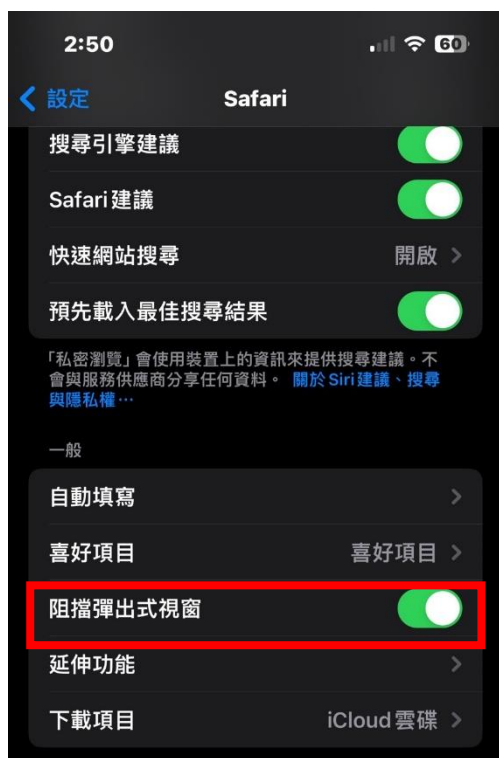 2:50
60
設定
Safari
搜尋引擎建議
Safari建議
快速網站搜尋 開啟
預先載入最佳搜尋結果
「私密瀏覽」會使用裝置上的資訊來提供搜尋建議。不
會與服務供應商分享任何資料。 關於 Siri 建議、搜尋
與隱私權⋯
一般
自動填寫
喜好項目 喜好項目
阻擋彈出式視窗
延伸功能
下載項目 iCloud雲碟